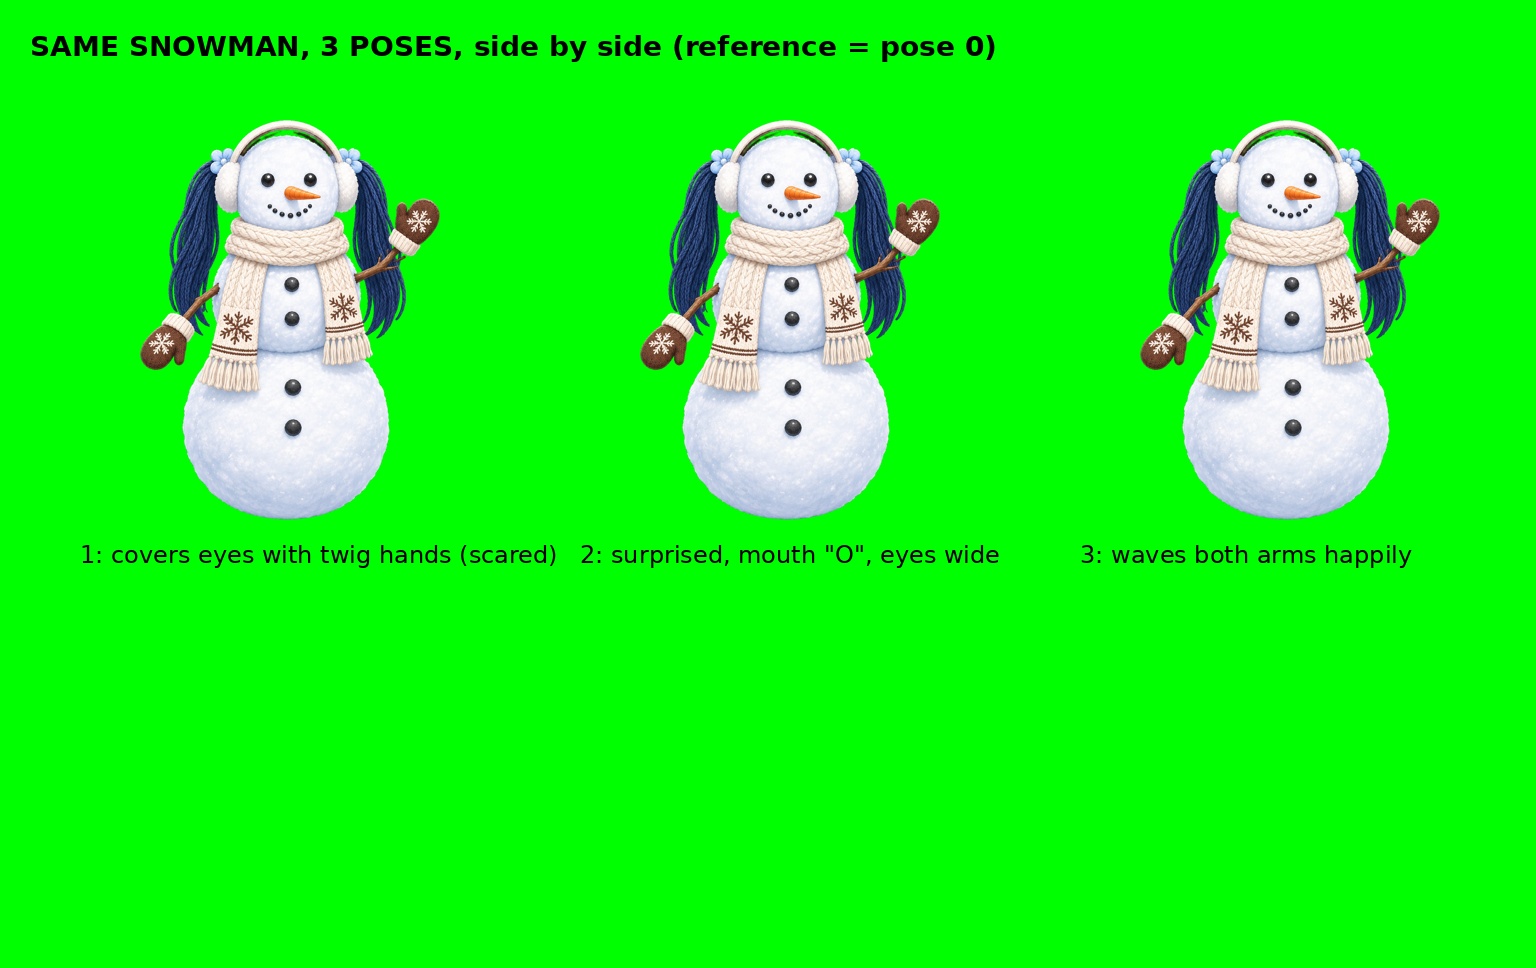 SAME SNOWMAN, 3 POSES, side by side (reference = pose 0)
1: covers eyes with twig hands (scared)
2: surprised, mouth "O", eyes wide
3: waves both arms happily